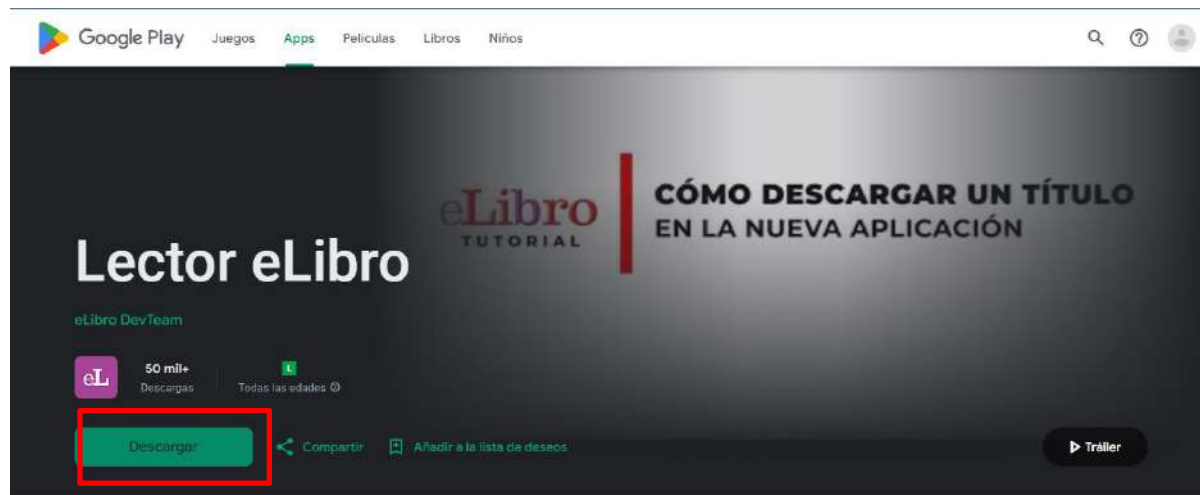 Google Play Juegos Apps Películas Libros Niños
eLibro
TUTORIAL
CÓMO DESCARGAR UN TÍTULO
EN LA NUEVA APLICACIÓN
Lector eLibro
eLibro DevTeam
eL
50 mil+
Descargas
L
Todas las edades
Descargar
Compartir
Añadir a la lista de deseos
Tráiler